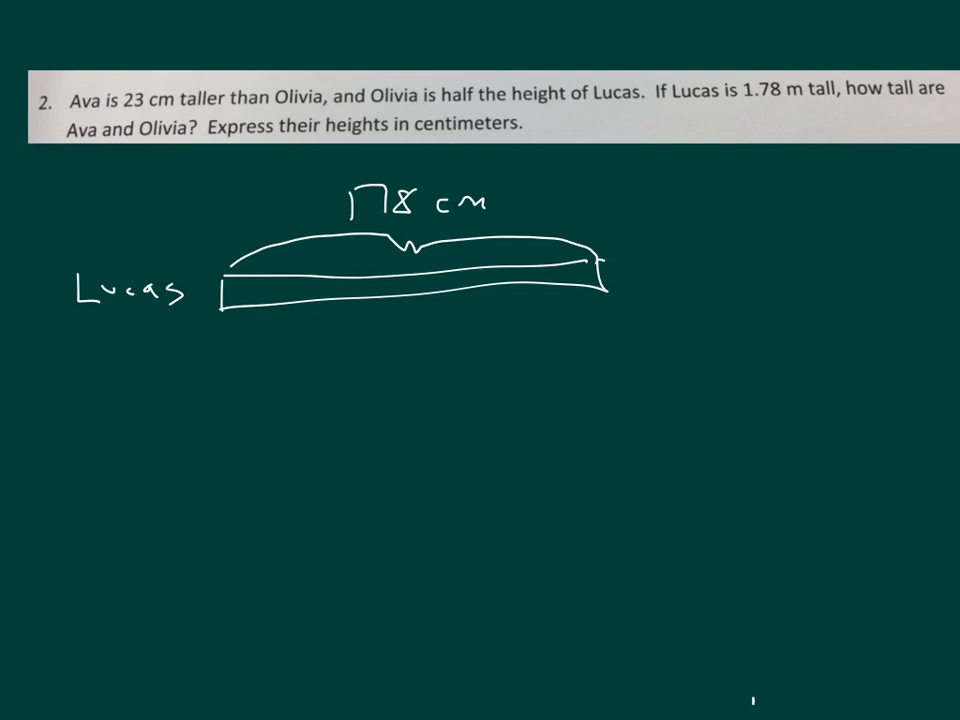 2. Ava is 23 cm taller than Olivia, and Olivia is half the height of Lucas. If Lucas is 1.78 m tall, how tall are
Ava and Olivia? Express their heights in centimeters.
178 cm
Lucas